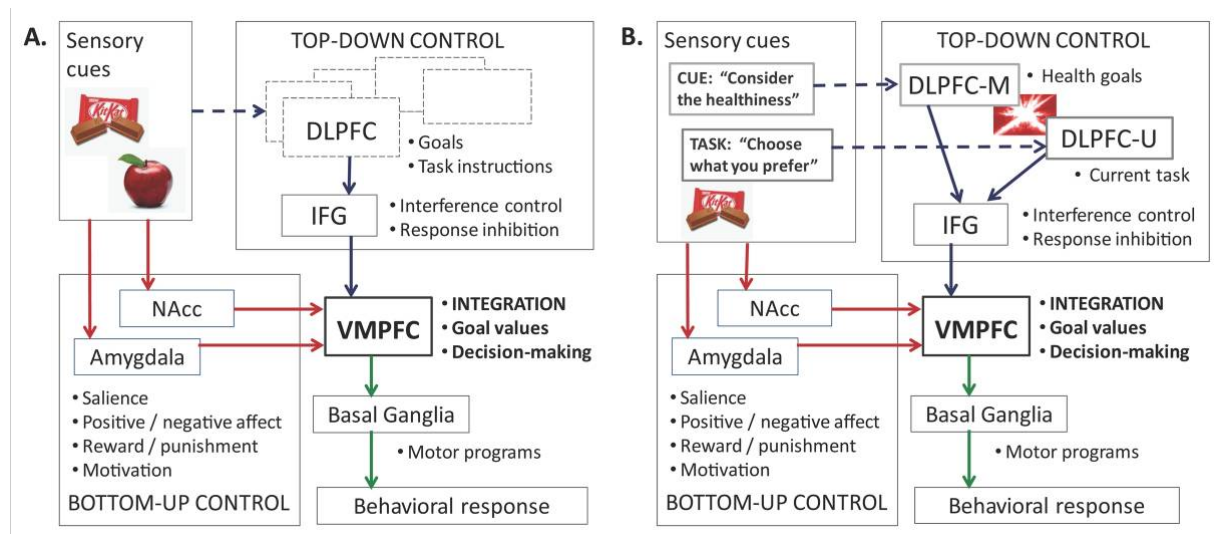 A.
Sensory
cues
KitKat
TOP-DOWN CONTROL
DLPFC
• Goals
• Task instructions
IFG
• Interference control
• Response inhibition
NAcc
Amygdala
VMPFC
• INTEGRATION
• Goal values
• Decision-making
• Salience
• Positive / negative affect
• Reward / punishment
• Motivation
BOTTOM-UP CONTROL
Basal Ganglia
• Motor programs
Behavioral response
B.
Sensory cues
CUE: “Consider
the healthiness”
TASK: “Choose
what you prefer”
KitKat
TOP-DOWN CONTROL
DLPFC-M
• Health goals
DLPFC-U
• Current task
IFG
• Interference control
• Response inhibition
NAcc
Amygdala
VMPFC
• INTEGRATION
• Goal values
• Decision-making
• Salience
• Positive / negative affect
• Reward / punishment
• Motivation
BOTTOM-UP CONTROL
Basal Ganglia
• Motor programs
Behavioral response